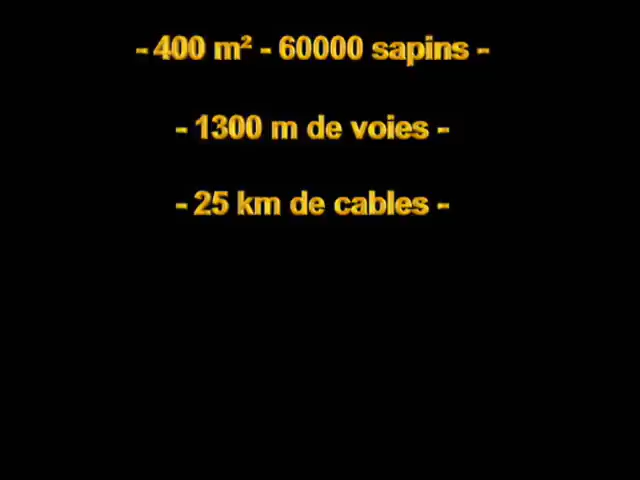 - 400 m² - 60000 sapins -
- 1300 m de voies -
- 25 km de cables -